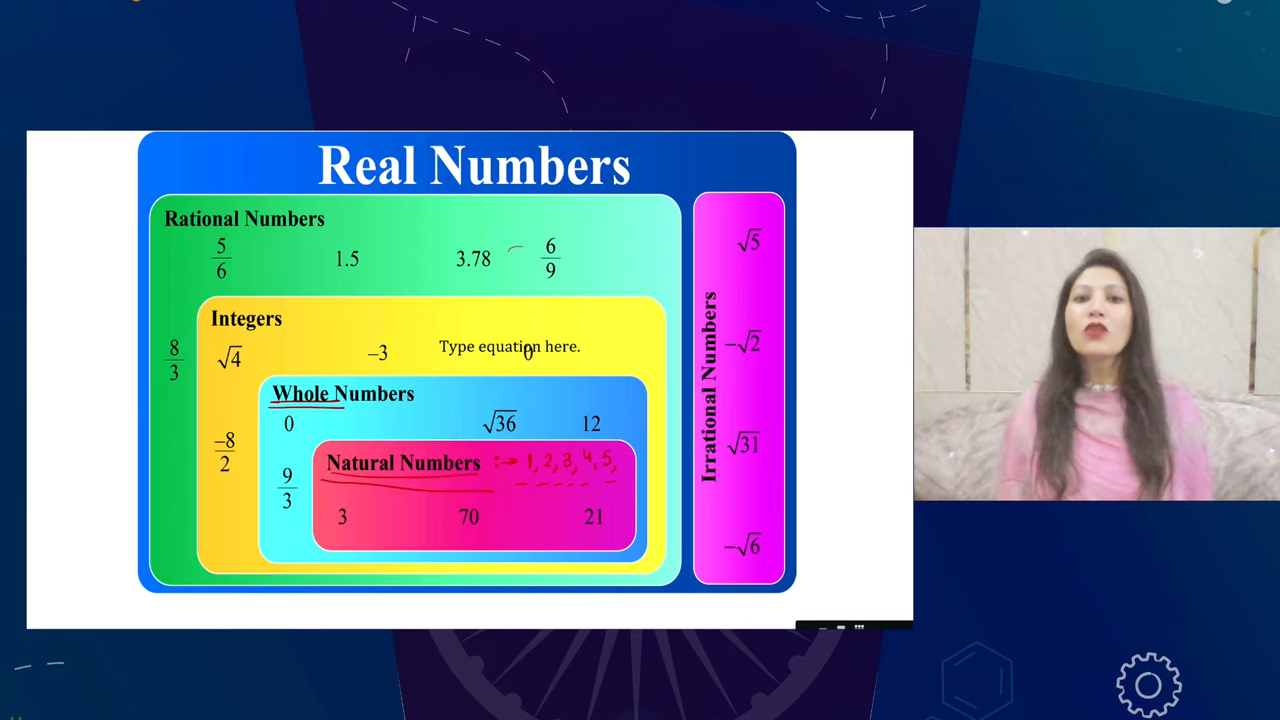 Real Numbers
Rational Numbers
5/6 1.5 3.78 6/9
Integers
8/3 √4 –3 Type equation here. 0
Whole Numbers
0 √36 12
–8/2
Natural Numbers :→ 1, 2, 3, 4, 5,
9/3
3 70 21
Irrational Numbers
√5
–√2
√31
–√6